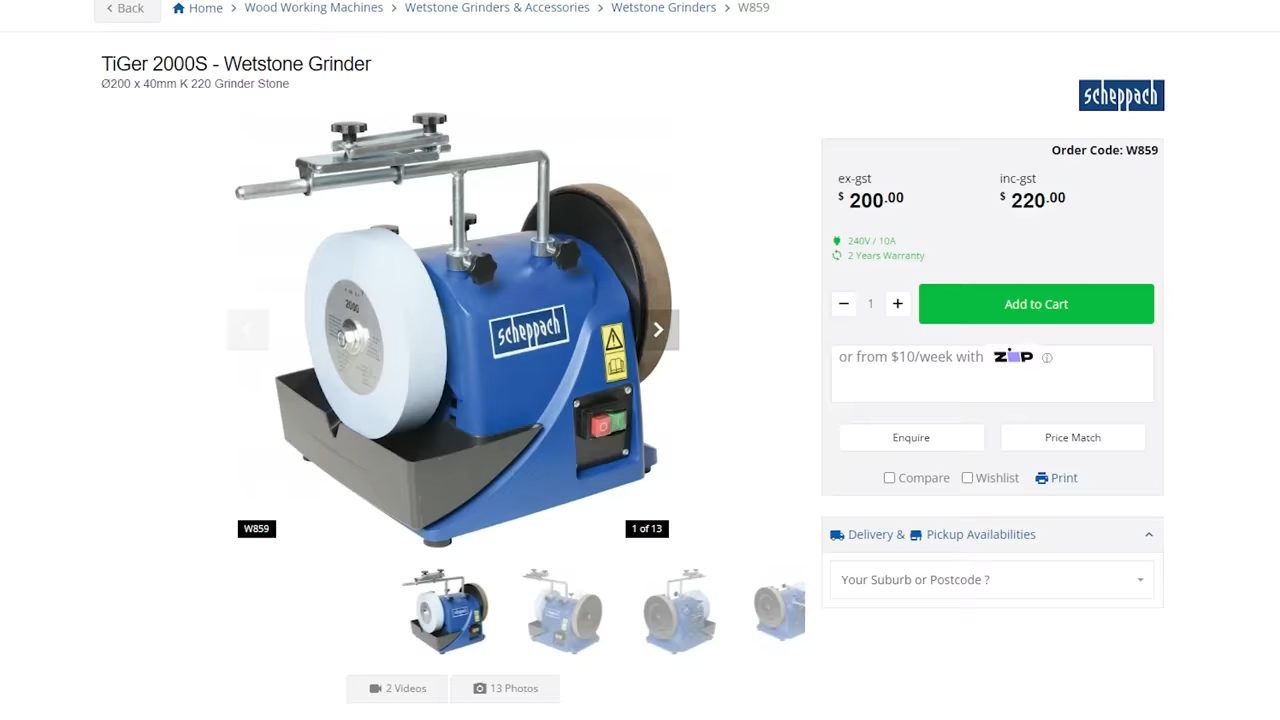 Back
Home > Wood Working Machines > Wetstone Grinders & Accessories > Wetstone Grinders > W859
TiGer 2000S - Wetstone Grinder
Ø200 x 40mm K 220 Grinder Stone
scheppach
Order Code: W859
ex-gst
inc-gst
$ 200.00
$ 220.00
240V / 10A
2 Years Warranty
1
Add to Cart
or from $10/week with zip
Enquire
Price Match
Compare
Wishlist
Print
2000
scheppach
W859
1 of 13
Delivery & Pickup Availabilities
Your Suburb or Postcode ?
2 Videos
13 Photos